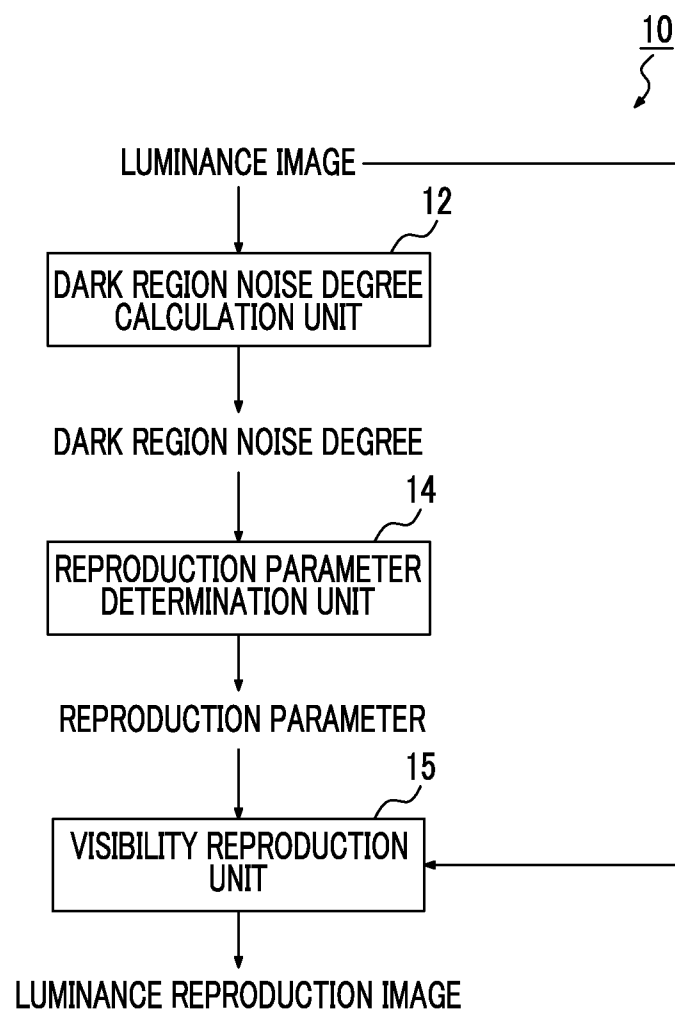 10
LUMINANCE IMAGE
12
DARK REGION NOISE DEGREE
CALCULATION UNIT
DARK REGION NOISE DEGREE
14
REPRODUCTION PARAMETER
DETERMINATION UNIT
REPRODUCTION PARAMETER
15
VISIBILITY REPRODUCTION
UNIT
LUMINANCE REPRODUCTION IMAGE